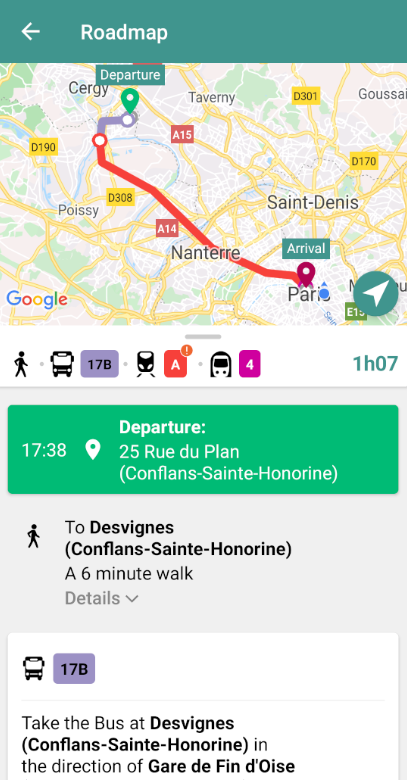 Roadmap
Departure
Cergy
Taverny
D301
Goussai
A15
D190
D170
D308
Saint-Denis
Poissy
A14
Nanterre
Arrival
Paris
Google
17B
A
!
4
1h07
17:38
Departure:
25 Rue du Plan
(Conflans-Sainte-Honorine)
To Desvignes
(Conflans-Sainte-Honorine)
A 6 minute walk
Details
17B
Take the Bus at Desvignes
(Conflans-Sainte-Honorine) in
the direction of Gare de Fin d'Oise